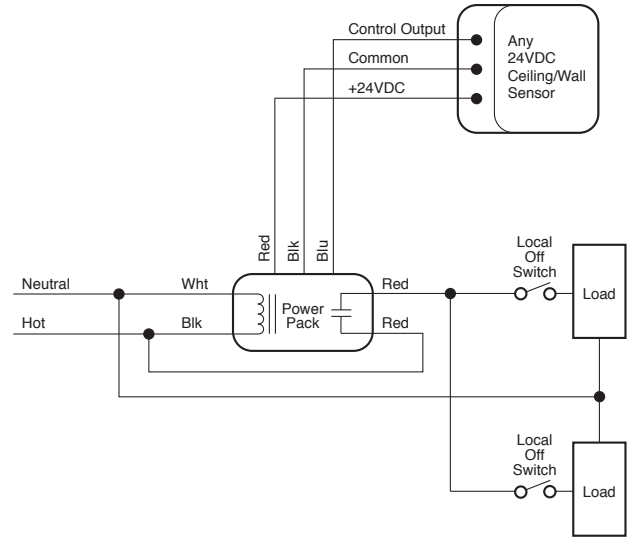 Control Output
Common
+24VDC
Any
24VDC
Ceiling/Wall
Sensor
Red
Blk
Blu
Neutral
Wht
Hot
Blk
Power
Pack
Red
Red
Local
Off
Switch
Load
Local
Off
Switch
Load